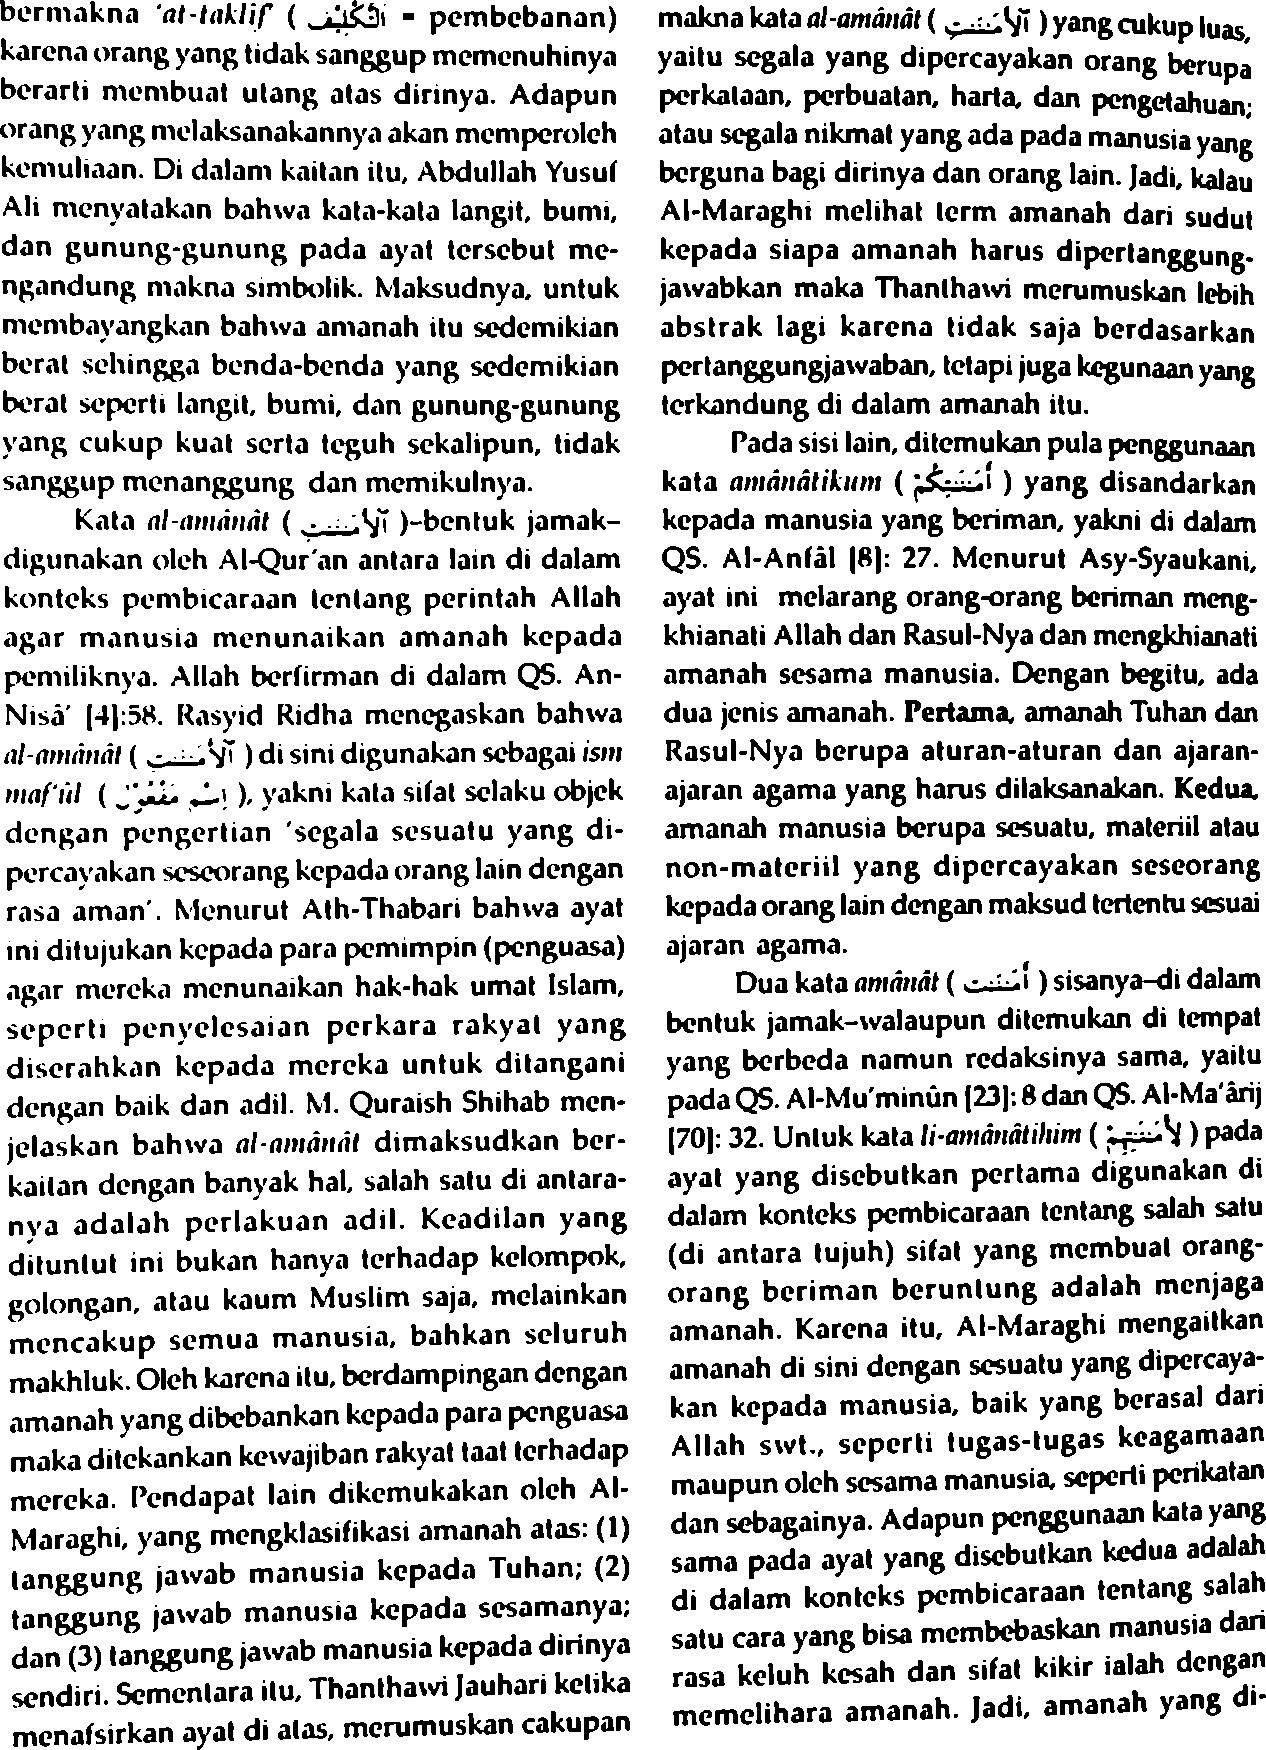 bermakna 'at-taklif ( اَلتَّكْلِيْف = pembebanan)
karena orang yang tidak sanggup memenuhinya
berarti membuat utang atas dirinya. Adapun
orang yang melaksanakannya akan memperoleh
kemuliaan. Di dalam kaitan itu, Abdullah Yusuf
Ali menyatakan bahwa kata-kata langit, bumi,
dan gunung-gunung pada ayat tersebut me-
ngandung makna simbolik. Maksudnya, untuk
membayangkan bahwa amanah itu sedemikian
berat sehingga benda-benda yang sedemikian
berat seperti langit, bumi, dan gunung-gunung
yang cukup kuat serta teguh sekalipun, tidak
sanggup menanggung dan memikulnya.
Kata al-amânât ( )–bentuk jamak–
digunakan oleh Al-Qur'an antara lain di dalam
konteks pembicaraan tentang perintah Allah
agar manusia menunaikan amanah kepada
pemiliknya. Allah berfirman di dalam QS. An-
Nisâ' [4]:58. Rasyid Ridha menegaskan bahwa
al-amânât ( ) di sini digunakan sebagai ism
maf'ûl ( ), yakni kata sifat selaku objek
dengan pengertian 'segala sesuatu yang di-
percayakan seseorang kepada orang lain dengan
rasa aman'. Menurut Ath-Thabari bahwa ayat
ini ditujukan kepada para pemimpin (penguasa)
agar mereka menunaikan hak-hak umat Islam,
seperti penyelesaian perkara rakyat yang
diserahkan kepada mereka untuk ditangani
dengan baik dan adil. M. Quraish Shihab men-
jelaskan bahwa al-amânât dimaksudkan ber-
kaitan dengan banyak hal, salah satu di antara-
nya adalah perlakuan adil. Keadilan yang
dituntut ini bukan hanya terhadap kelompok,
golongan, atau kaum Muslim saja, melainkan
mencakup semua manusia, bahkan seluruh
makhluk. Oleh karena itu, berdampingan dengan
amanah yang dibebankan kepada para penguasa
maka ditekankan kewajiban rakyat taat terhadap
mereka. Pendapat lain dikemukakan oleh Al-
Maraghi, yang mengklasifikasi amanah atas: (1)
tanggung jawab manusia kepada Tuhan; (2)
tanggung jawab manusia kepada sesamanya;
dan (3) tanggung jawab manusia kepada dirinya
sendiri. Sementara itu, Thanthawi Jauhari ketika
menafsirkan ayat di atas, merumuskan cakupan
makna kata al-amânât ( ) yang cukup luas,
yaitu segala yang dipercayakan orang berupa
perkataan, perbuatan, harta, dan pengetahuan;
atau segala nikmat yang ada pada manusia yang
berguna bagi dirinya dan orang lain. Jadi, kalau
Al-Maraghi melihat term amanah dari sudut
kepada siapa amanah harus dipertanggung-
jawabkan maka Thanthawi merumuskan lebih
abstrak lagi karena tidak saja berdasarkan
pertanggungjawaban, tetapi juga kegunaan yang
terkandung di dalam amanah itu.
Pada sisi lain, ditemukan pula penggunaan
kata amânâtikum ( ) yang disandarkan
kepada manusia yang beriman, yakni di dalam
QS. Al-Anfâl [8]: 27. Menurut Asy-Syaukani,
ayat ini melarang orang-orang beriman meng-
khianati Allah dan Rasul-Nya dan mengkhianati
amanah sesama manusia. Dengan begitu, ada
dua jenis amanah. Pertama, amanah Tuhan dan
Rasul-Nya berupa aturan-aturan dan ajaran-
ajaran agama yang harus dilaksanakan. Kedua,
amanah manusia berupa sesuatu, materiil atau
non-materiil yang dipercayakan seseorang
kepada orang lain dengan maksud tertentu sesuai
ajaran agama.
Dua kata amânât ( ) sisanya–di dalam
bentuk jamak–walaupun ditemukan di tempat
yang berbeda namun redaksinya sama, yaitu
pada QS. Al-Mu'minûn [23]: 8 dan QS. Al-Ma'ârij
[70]: 32. Untuk kata li-amânâtihim ( ) pada
ayat yang disebutkan pertama digunakan di
dalam konteks pembicaraan tentang salah satu
(di antara tujuh) sifat yang membuat orang-
orang beriman beruntung adalah menjaga
amanah. Karena itu, Al-Maraghi mengaitkan
amanah di sini dengan sesuatu yang dipercaya-
kan kepada manusia, baik yang berasal dari
Allah swt., seperti tugas-tugas keagamaan
maupun oleh sesama manusia, seperti perikatan
dan sebagainya. Adapun penggunaan kata yang
sama pada ayat yang disebutkan kedua adalah
di dalam konteks pembicaraan tentang salah
satu cara yang bisa membebaskan manusia dari
rasa keluh kesah dan sifat kikir ialah dengan
memelihara amanah. Jadi, amanah yang di-